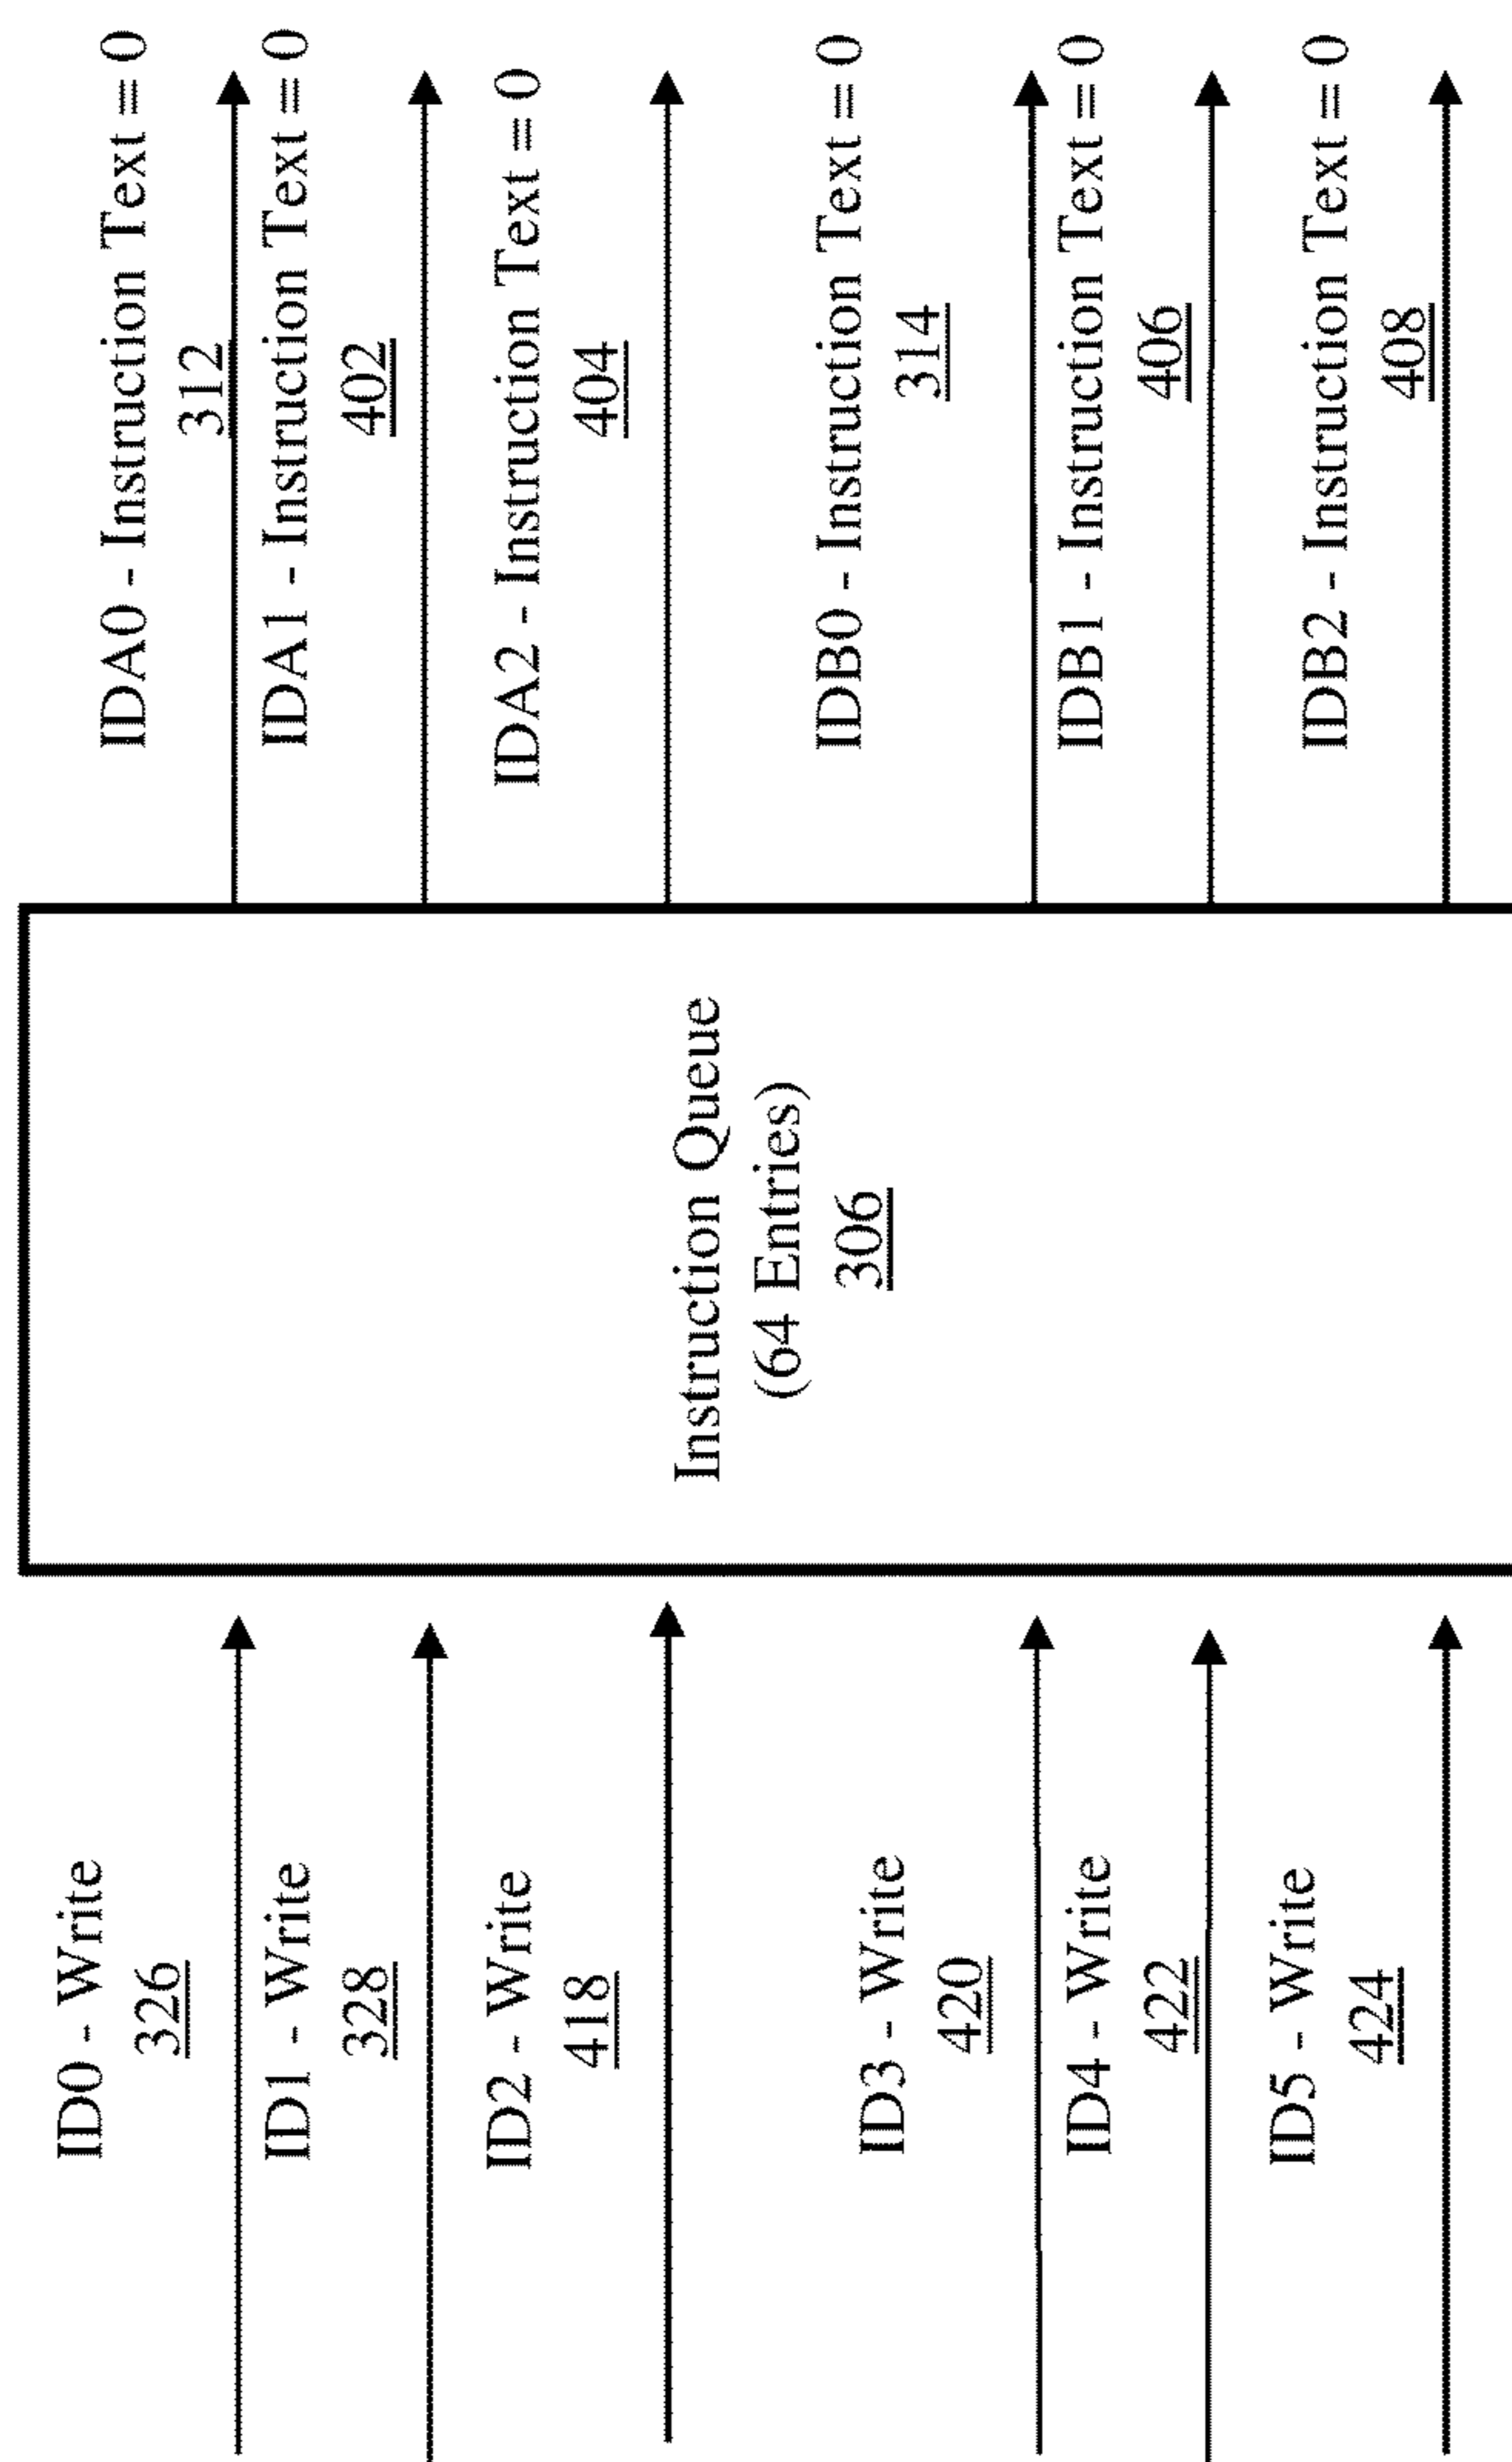 ID0 - Write
326
ID1 - Write
328
ID2 - Write
418
ID3 - Write
420
ID4 - Write
422
ID5 - Write
424
Instruction Queue
(64 Entries)
306
IDA0 - Instruction Text = 0
312
IDA1 - Instruction Text = 0
402
IDA2 - Instruction Text = 0
404
IDB0 - Instruction Text = 0
314
IDB1 - Instruction Text = 0
406
IDB2 - Instruction Text = 0
408